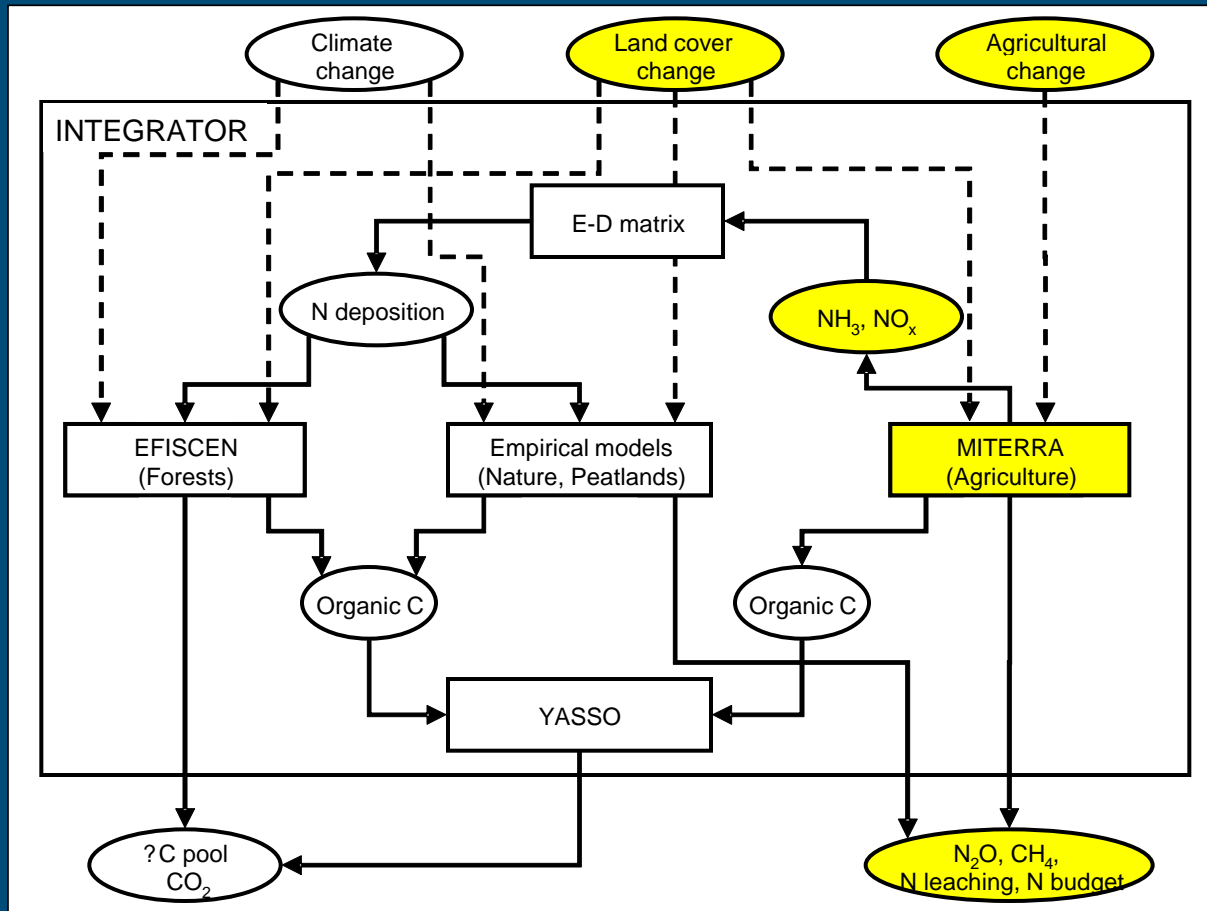 Climate
change
Land cover
change
Agricultural
change
INTEGRATOR
E-D matrix
N deposition
NH₃, NOₓ
EFISCEN
(Forests)
Empirical models
(Nature, Peatlands)
MITERRA
(Agriculture)
Organic C
Organic C
YASSO
?C pool
CO₂
N₂O, CH₄,
N leaching, N budget